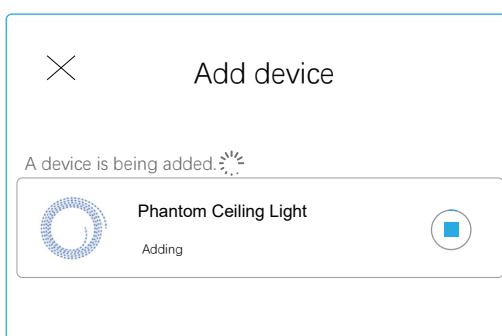 Add device
A device is being added.
Phantom Ceiling Light
Adding